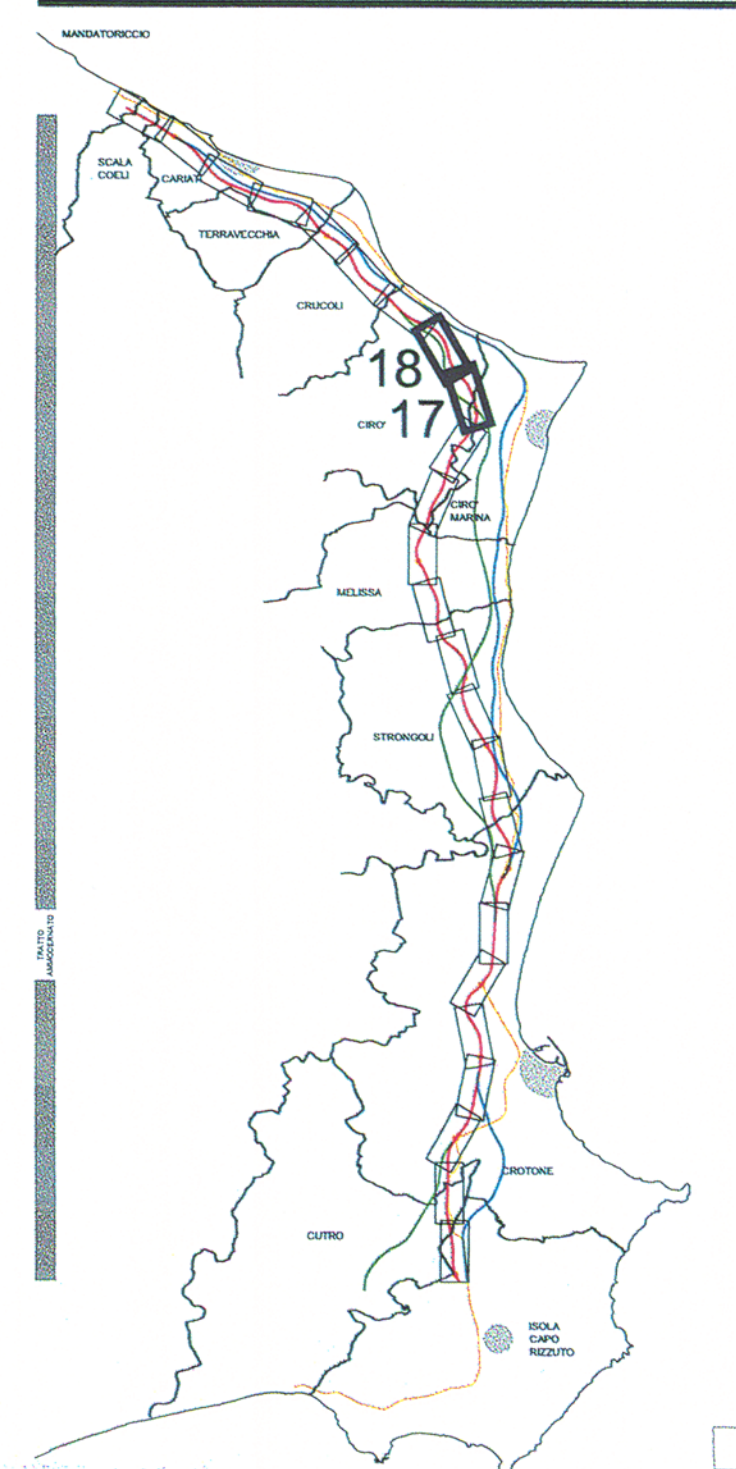 MANDATORICCIO
SCALA
COELI
CARIATI
TERRAVECCHIA
CRUCOLI
18
17
CIRO'
CIRO'
MARINA
MELISSA
STRONGOLI
TRATTO
AMMODERNATO
CROTONE
CUTRO
ISOLA
CAPO
RIZZUTO